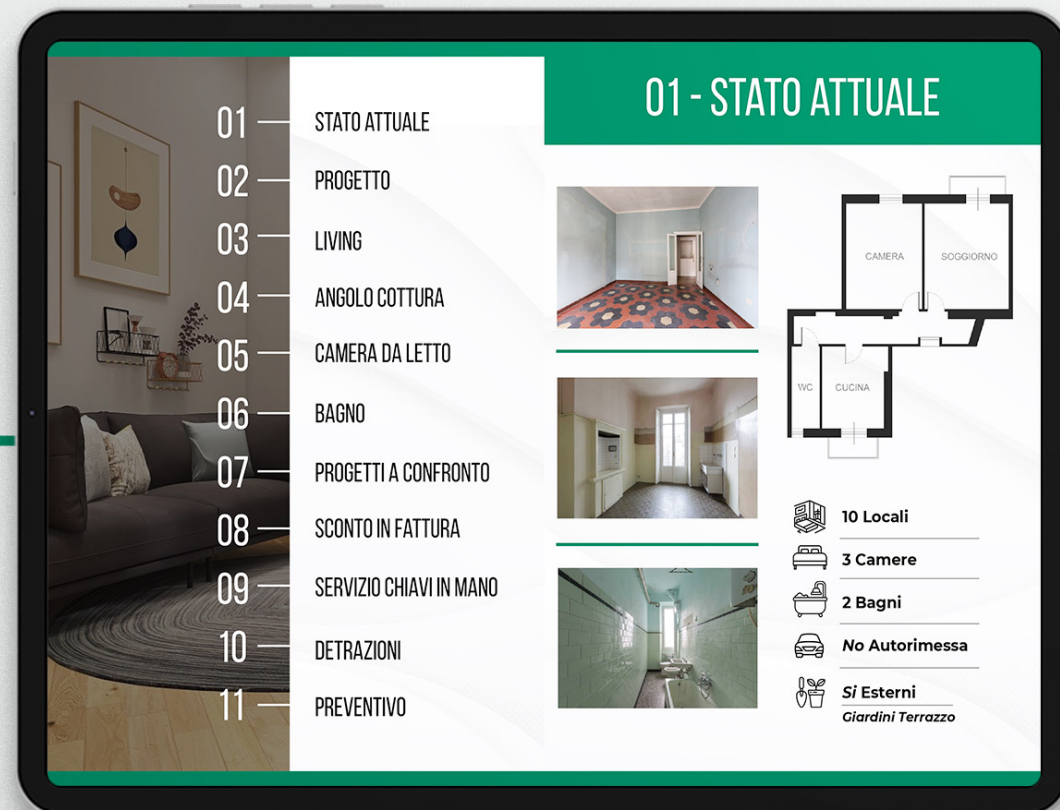 01
STATO ATTUALE
02
PROGETTO
03
LIVING
04
ANGOLO COTTURA
05
CAMERA DA LETTO
06
BAGNO
07
PROGETTI A CONFRONTO
08
SCONTO IN FATTURA
09
SERVIZIO CHIAVI IN MANO
10
DETRAZIONI
11
PREVENTIVO
01 - STATO ATTUALE
CAMERA
SOGGIORNO
WC
CUCINA
10 Locali
3 Camere
2 Bagni
No Autorimessa
Si Esterni
Giardini Terrazzo